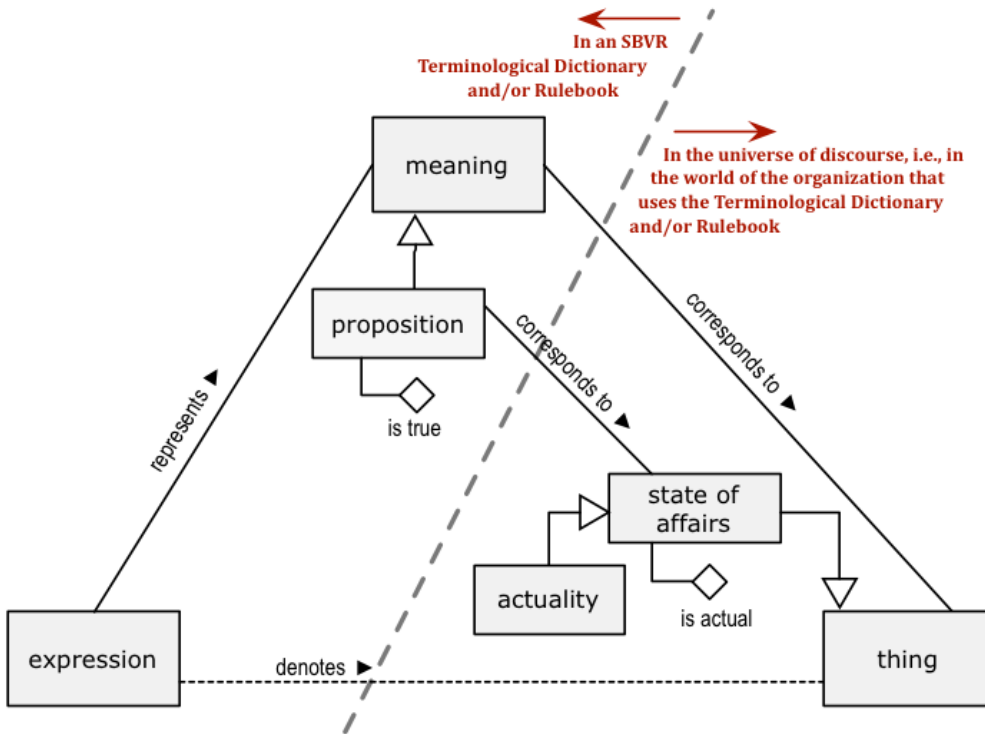 In an SBVR
Terminological Dictionary
and/or Rulebook
In the universe of discourse, i.e., in
the world of the organization that
uses the Terminological Dictionary
and/or Rulebook
meaning
proposition
is true
corresponds to
corresponds to
represents
state of
affairs
is actual
actuality
expression
denotes
thing